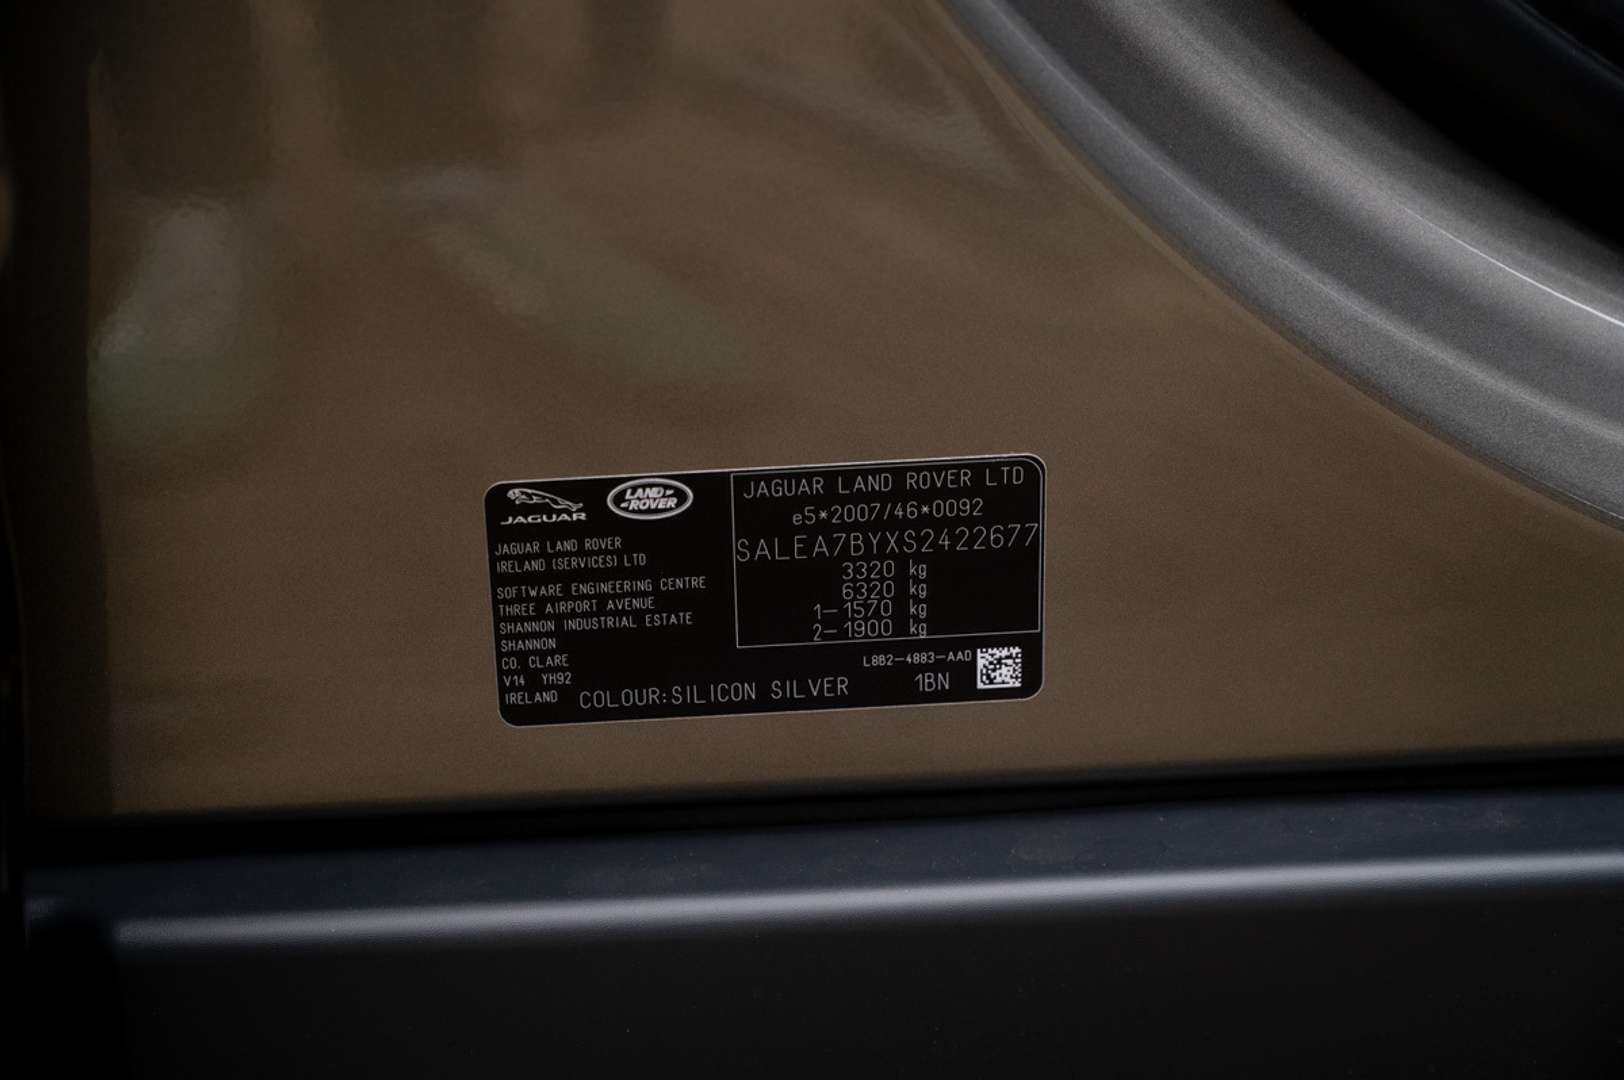 JAGUAR
LAND ROVER
JAGUAR LAND ROVER
IRELAND (SERVICES) LTD
SOFTWARE ENGINEERING CENTRE
THREE AIRPORT AVENUE
SHANNON INDUSTRIAL ESTATE
SHANNON
CO. CLARE
V14 YH92
IRELAND
JAGUAR LAND ROVER LTD
e5*2007/46*0092
SALEA7BYXS2422677
3320 kg
6320 kg
1-1570 kg
2-1900 kg
L8B2-4883-AAD
COLOUR:SILICON SILVER 1BN